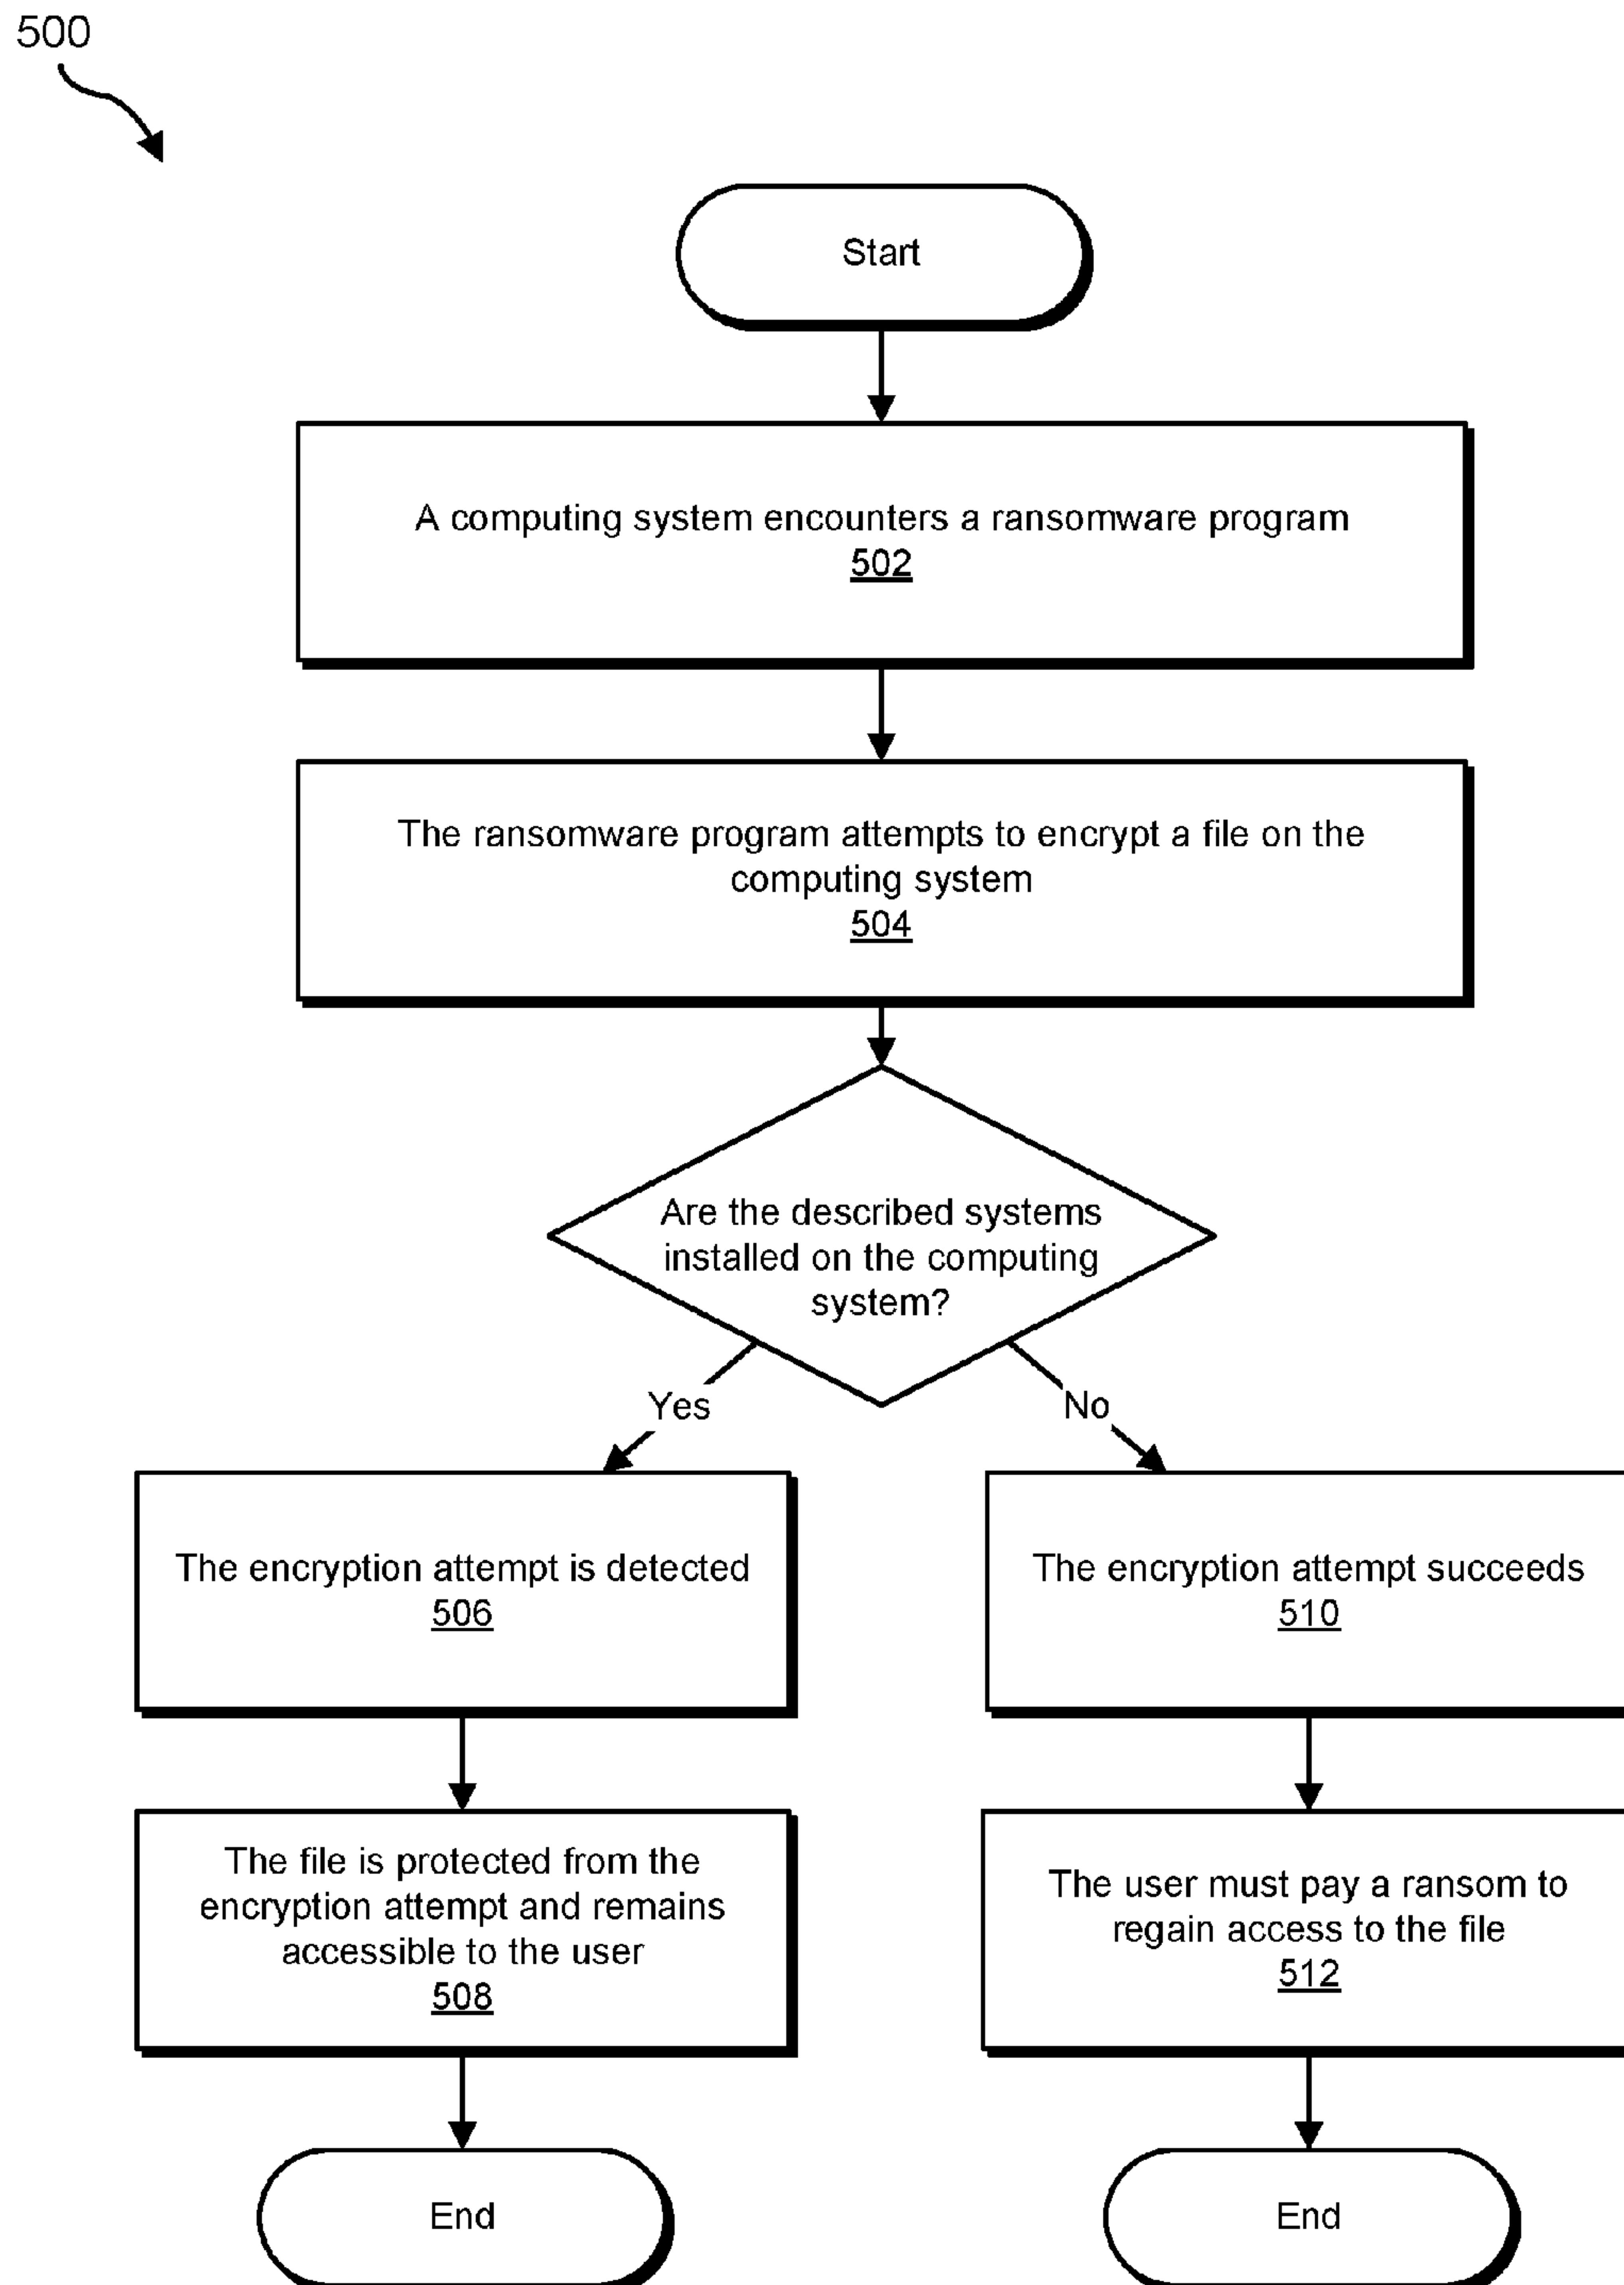 500
Start
A computing system encounters a ransomware program
502
The ransomware program attempts to encrypt a file on the
computing system
504
Are the described systems
installed on the computing
system?
Yes
No
The encryption attempt is detected
506
The encryption attempt succeeds
510
The file is protected from the
encryption attempt and remains
accessible to the user
508
The user must pay a ransom to
regain access to the file
512
End
End